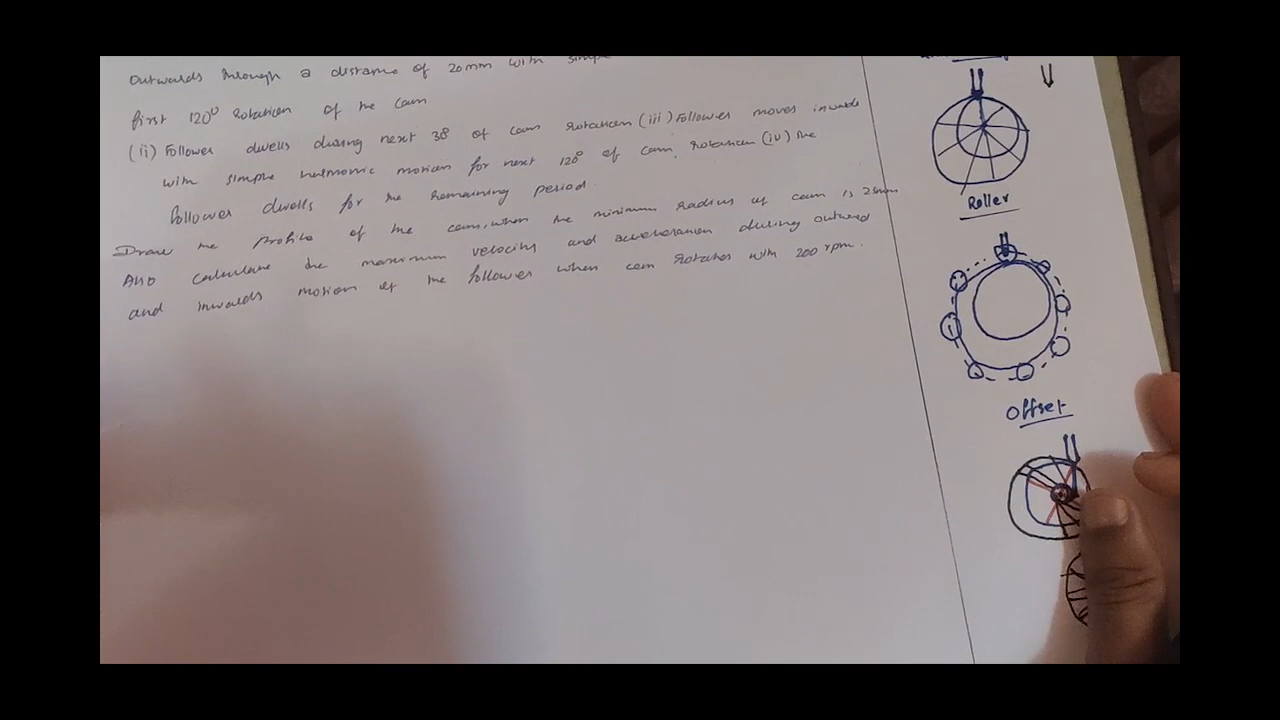 Outwards through a distance of 20mm with simple
first 120° Rotation of the cam
(ii) Follower dwells during next 30 of cam rotation (iii) Follower moves inwards
with simple harmonic motion for next 120° of cam rotation (iv) The
follower dwells for the remaining period.
Draw the Profile of the cam, when the minimum radius of cam is 25mm
Also calculate the maximum velocity and acceleration during outward
and inwards motion of the follower when cam rotates with 200 rpm.
Roller
Offset